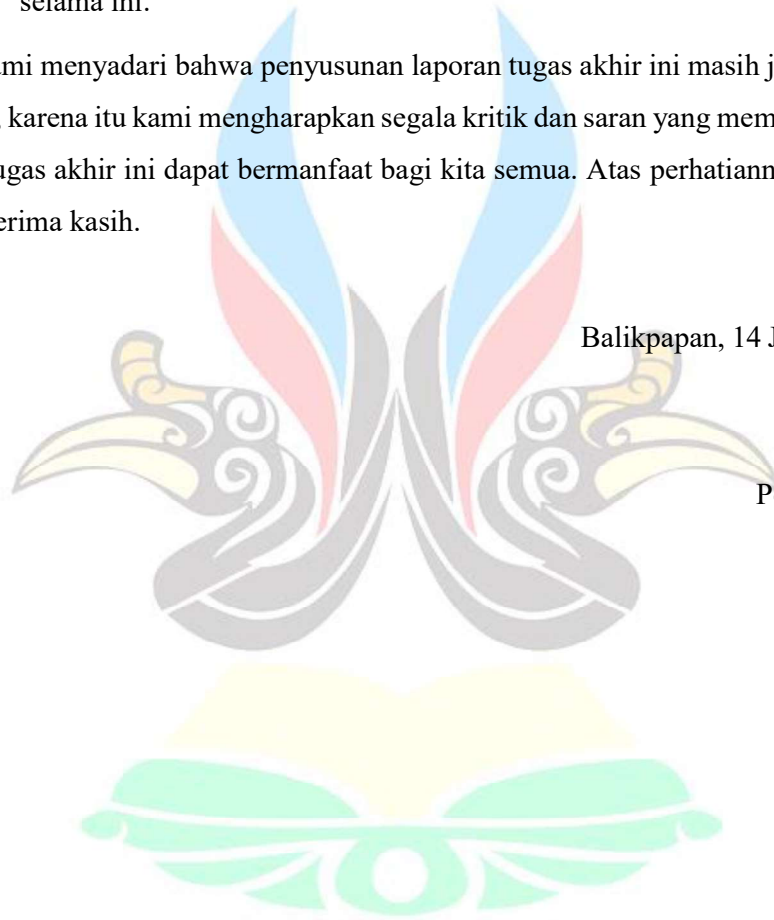 selama ini.
ami menyadari bahwa penyusunan laporan tugas akhir ini masih j
karena itu kami mengharapkan segala kritik dan saran yang mem
ugas akhir ini dapat bermanfaat bagi kita semua. Atas perhatiann
erima kasih.
Balikpapan, 14 J
P